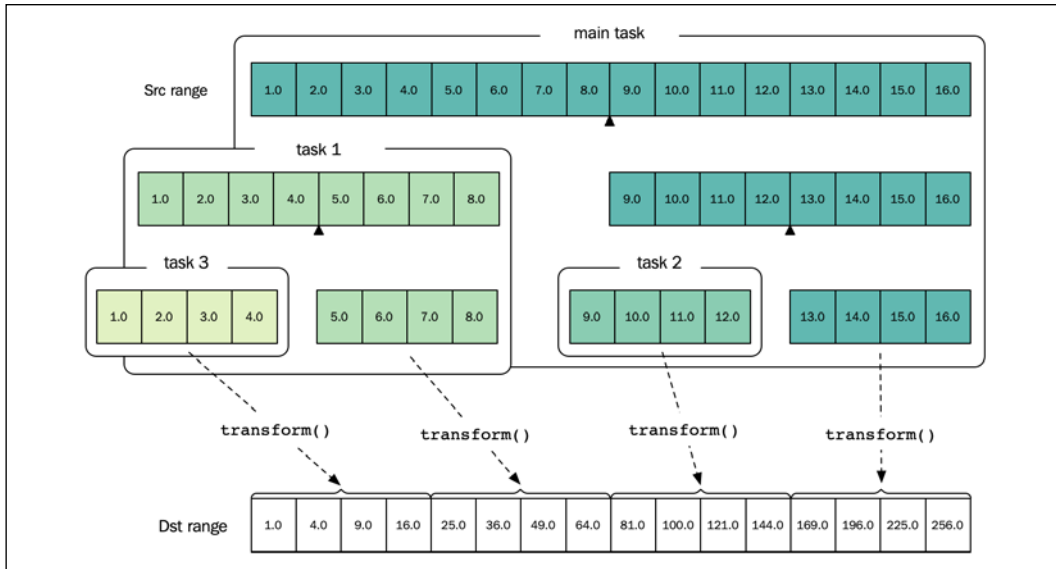 main task
Src range 1.0 2.0 3.0 4.0 5.0 6.0 7.0 8.0 9.0 10.0 11.0 12.0 13.0 14.0 15.0 16.0
task 1
1.0 2.0 3.0 4.0 5.0 6.0 7.0 8.0
9.0 10.0 11.0 12.0 13.0 14.0 15.0 16.0
task 3
task 2
1.0 2.0 3.0 4.0
5.0 6.0 7.0 8.0
9.0 10.0 11.0 12.0
13.0 14.0 15.0 16.0
transform()
transform()
transform()
transform()
Dst range 1.0 4.0 9.0 16.0 25.0 36.0 49.0 64.0 81.0 100.0 121.0 144.0 169.0 196.0 225.0 256.0